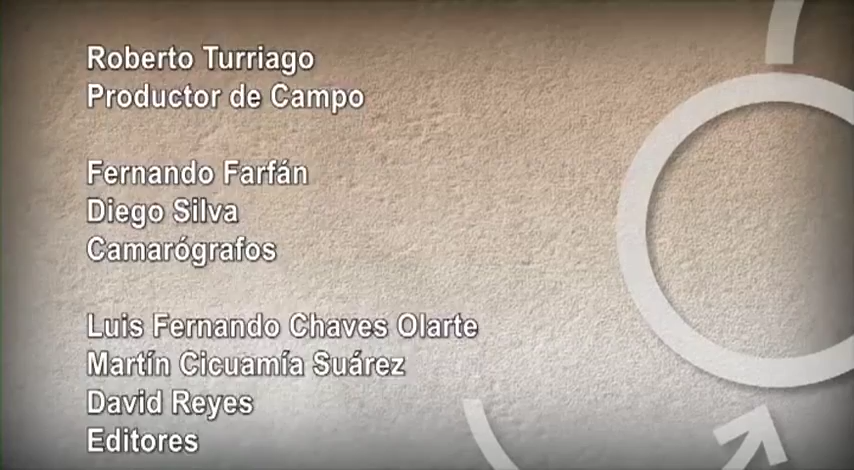 Roberto Turriago
Productor de Campo
Fernando Farfán
Diego Silva
Camarógrafos
Luis Fernando Chaves Olarte
Martín Cicuamía Suárez
David Reyes
Editores